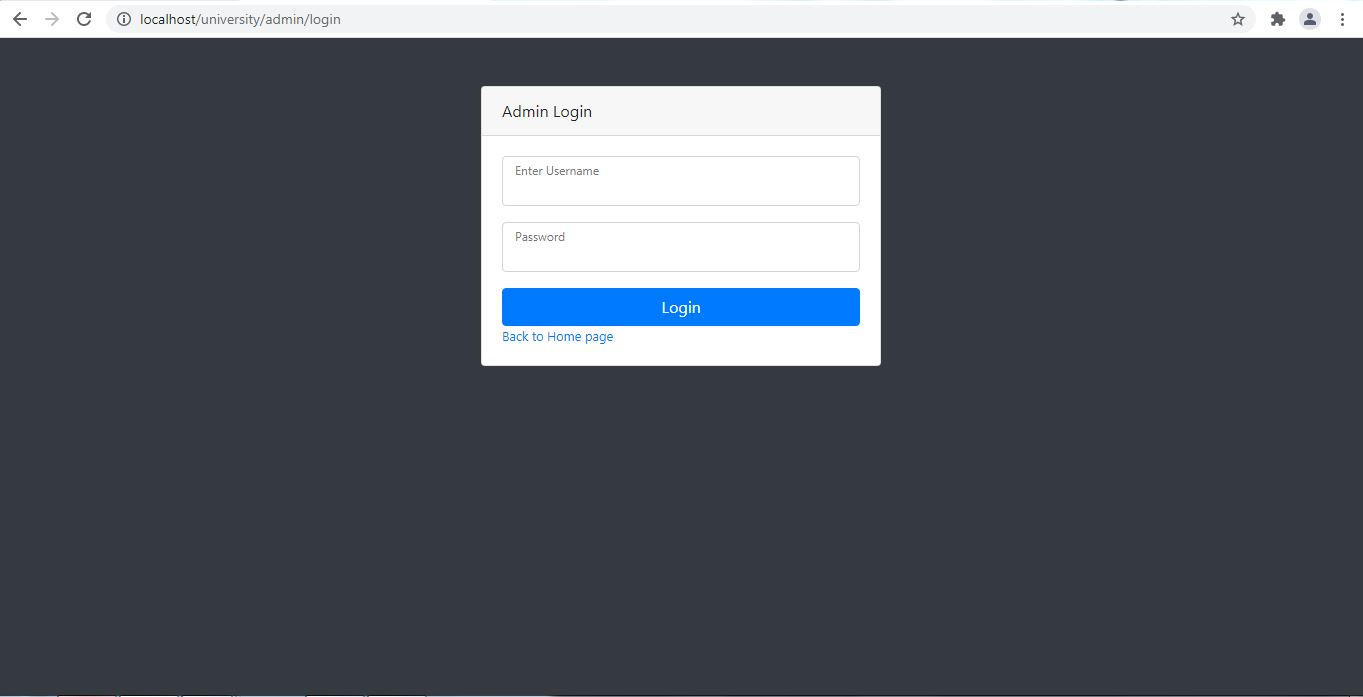 localhost/university/admin/login
Admin Login
Enter Username
Password
Login
Back to Home page